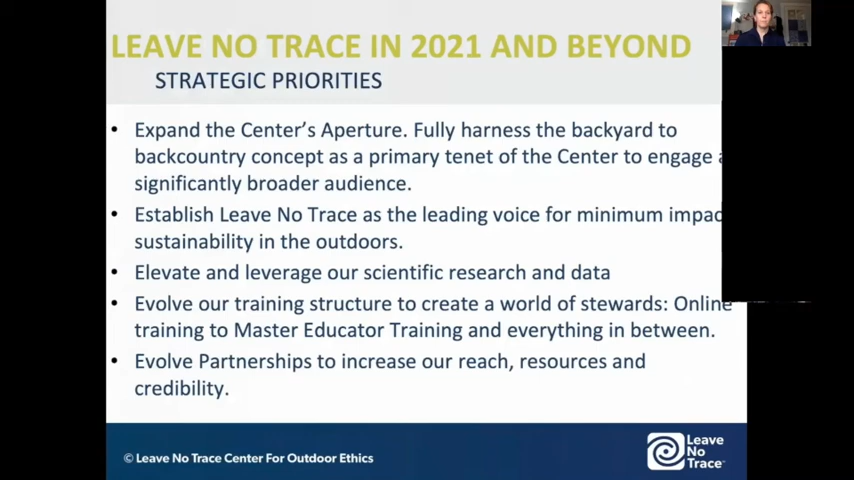 LEAVE NO TRACE IN 2021 AND BEYOND
STRATEGIC PRIORITIES
• Expand the Center's Aperture. Fully harness the backyard to
backcountry concept as a primary tenet of the Center to engage a
significantly broader audience.
• Establish Leave No Trace as the leading voice for minimum impac
sustainability in the outdoors.
• Elevate and leverage our scientific research and data
• Evolve our training structure to create a world of stewards: Online
training to Master Educator Training and everything in between.
• Evolve Partnerships to increase our reach, resources and
credibility.
© Leave No Trace Center For Outdoor Ethics
Leave
No
Trace™